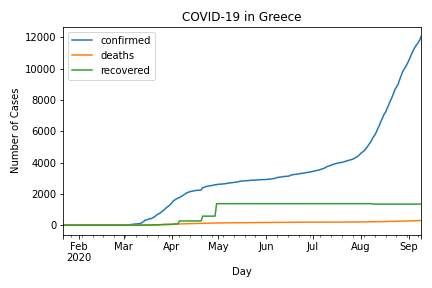 COVID-19 in Greece
confirmed
deaths
recovered
Number of Cases
12000
10000
8000
6000
4000
2000
0
Feb Mar Apr May Jun Jul Aug Sep
2020
Day